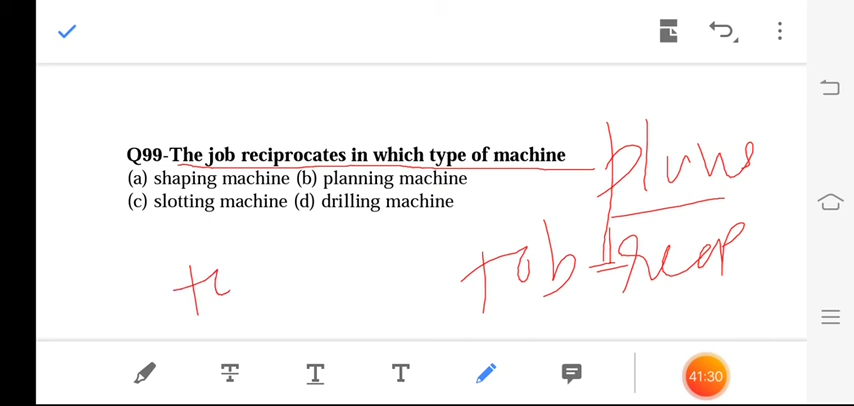 Q99-The job reciprocates in which type of machine
(a) shaping machine (b) planning machine
(c) slotting machine (d) drilling machine
Job
41:30